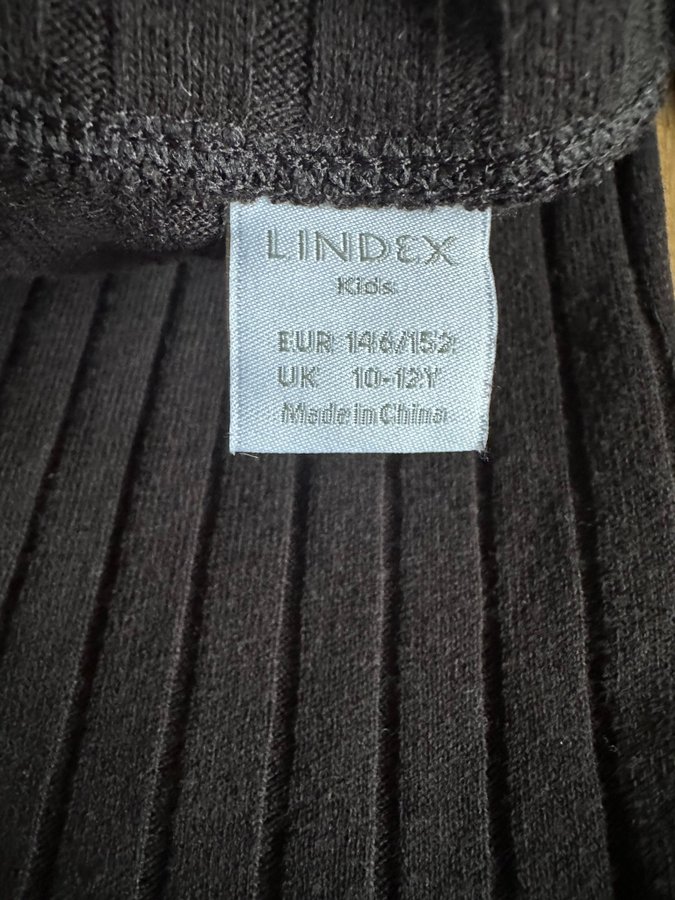 LINDEX
Kids
EUR 146/152
UK 10-12Y
Made in China